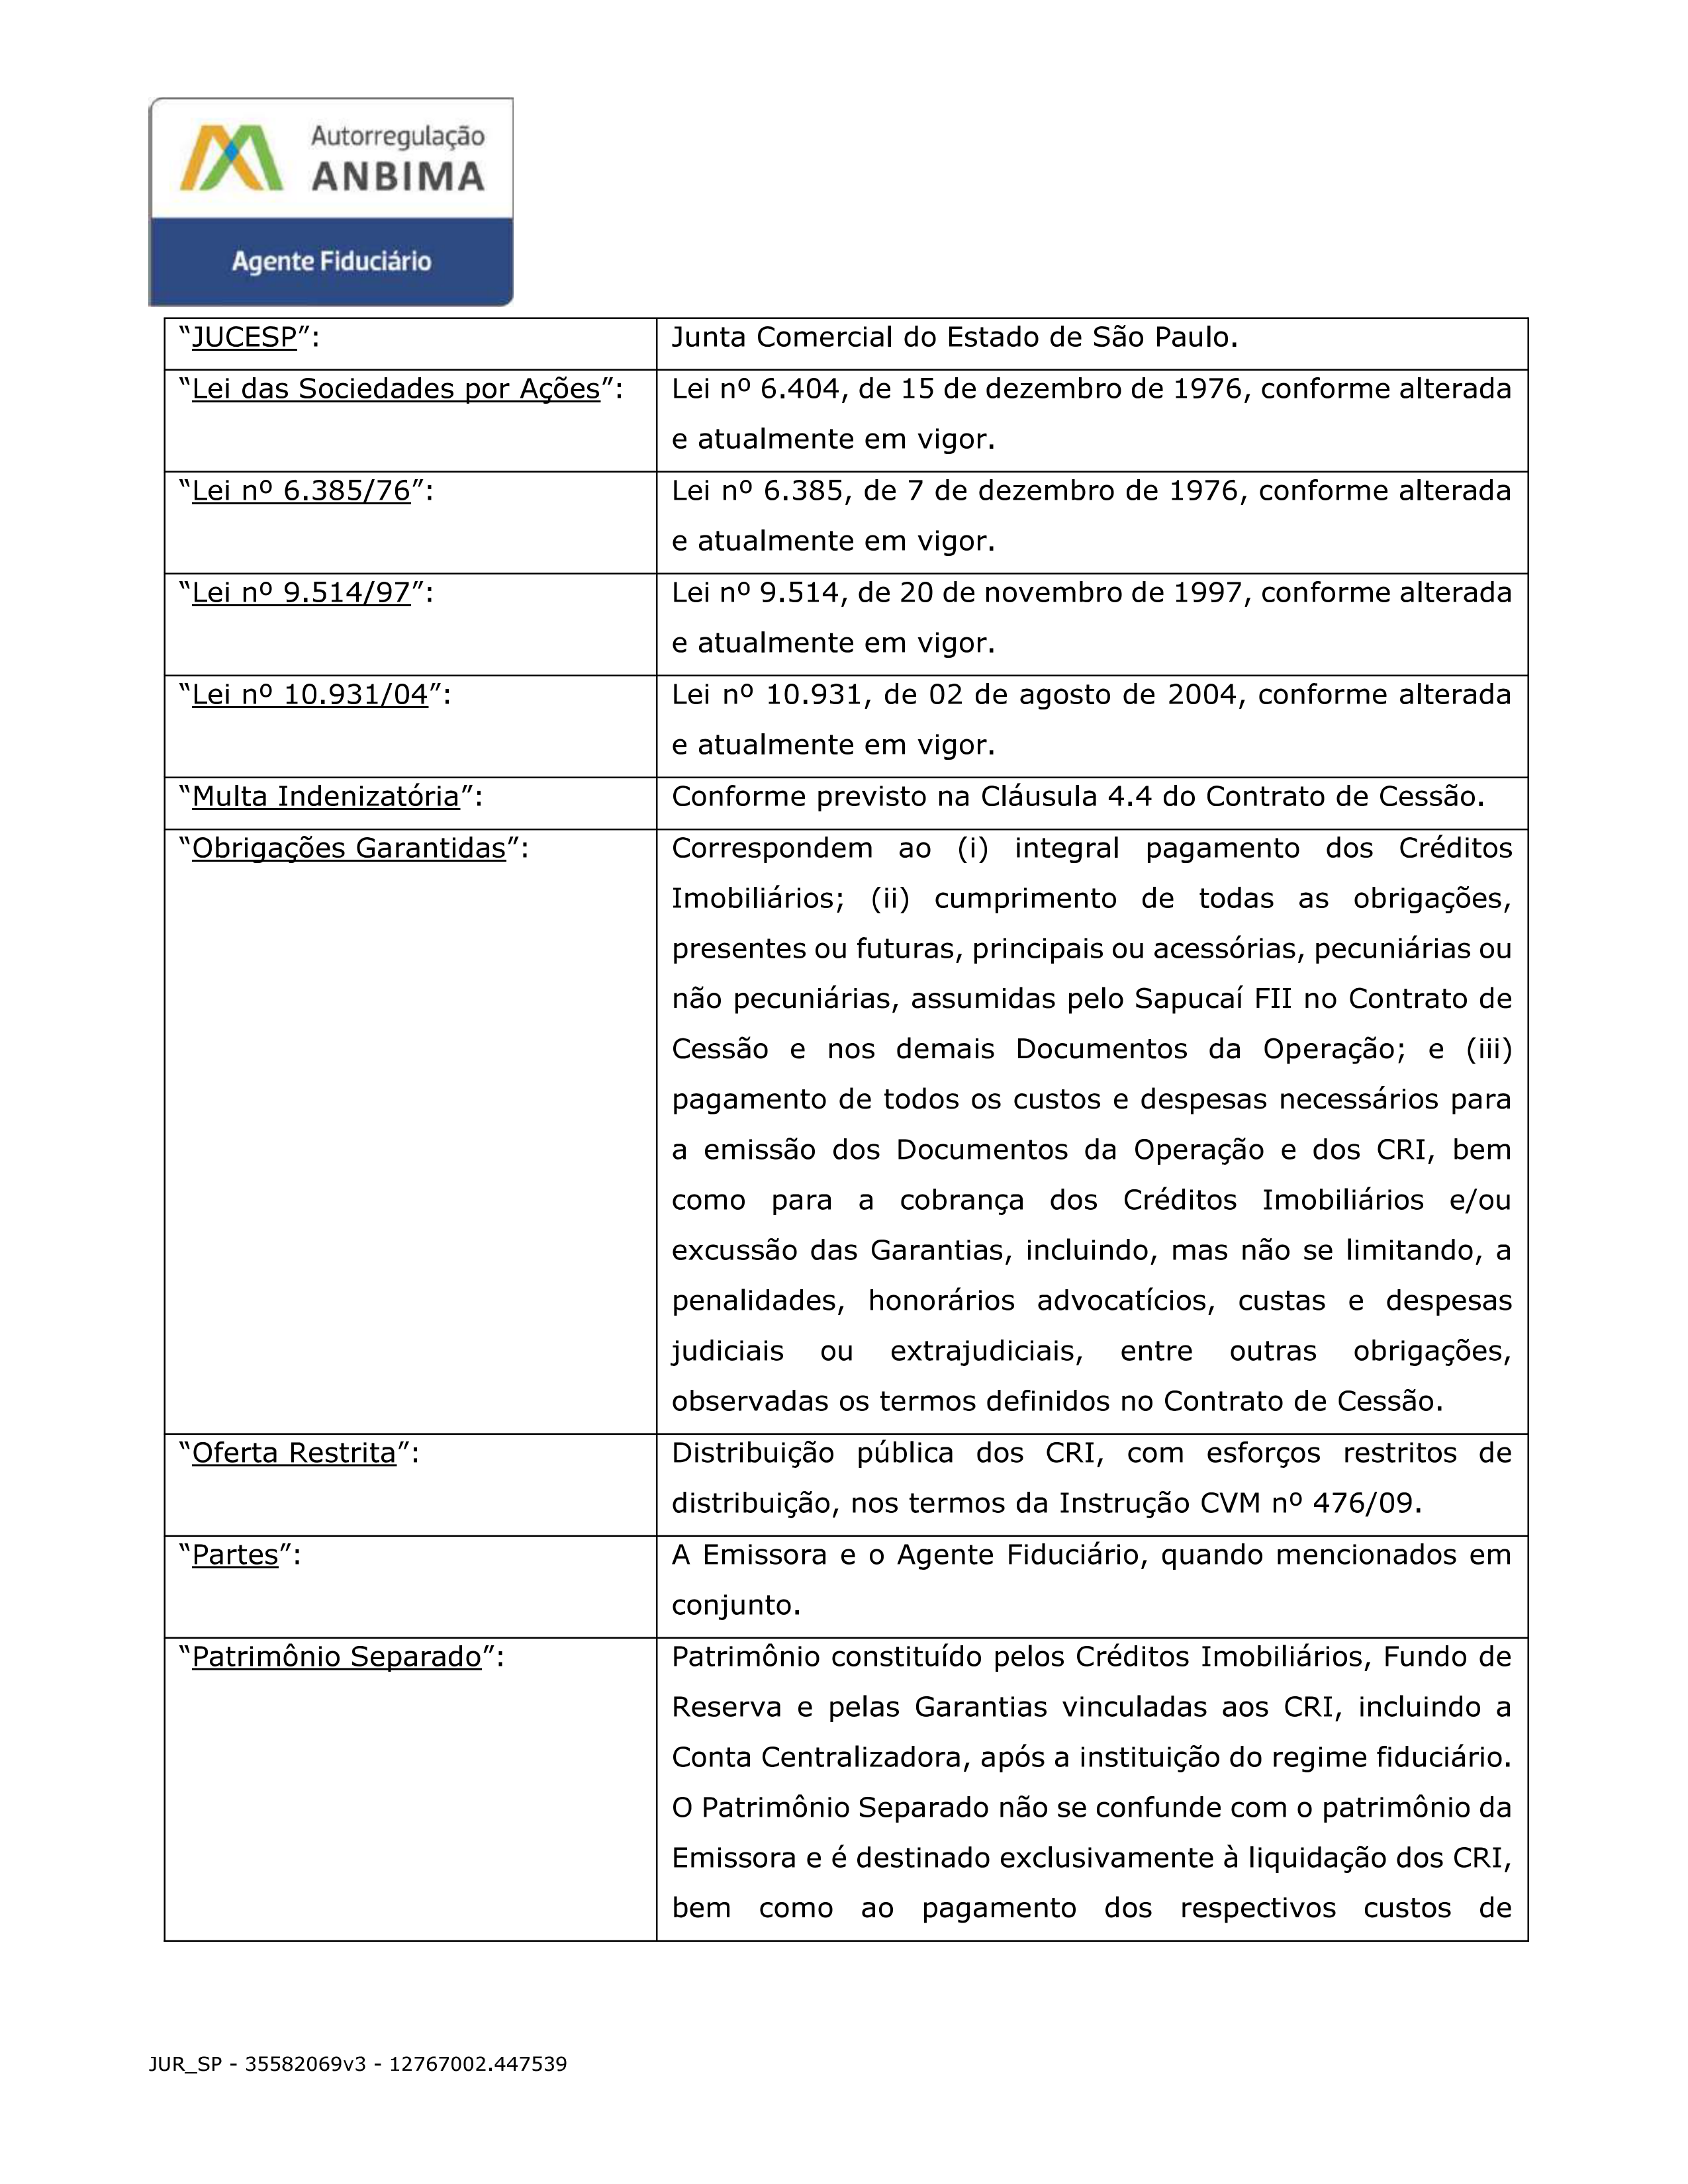 Autorregulação
ANBIMA
Agente Fiduciário
“JUCESP”: Junta Comercial do Estado de São Paulo.
“Lei das Sociedades por Ações”: Lei nº 6.404, de 15 de dezembro de 1976, conforme alterada
e atualmente em vigor.
“Lei nº 6.385/76”: Lei nº 6.385, de 7 de dezembro de 1976, conforme alterada
e atualmente em vigor.
“Lei nº 9.514/97”: Lei nº 9.514, de 20 de novembro de 1997, conforme alterada
e atualmente em vigor.
“Lei nº 10.931/04”: Lei nº 10.931, de 02 de agosto de 2004, conforme alterada
e atualmente em vigor.
“Multa Indenizatória”: Conforme previsto na Cláusula 4.4 do Contrato de Cessão.
“Obrigações Garantidas”: Correspondem ao (i) integral pagamento dos Créditos
Imobiliários; (ii) cumprimento de todas as obrigações,
presentes ou futuras, principais ou acessórias, pecuniárias ou
não pecuniárias, assumidas pelo Sapucaí FII no Contrato de
Cessão e nos demais Documentos da Operação; e (iii)
pagamento de todos os custos e despesas necessários para
a emissão dos Documentos da Operação e dos CRI, bem
como para a cobrança dos Créditos Imobiliários e/ou
excussão das Garantias, incluindo, mas não se limitando, a
penalidades, honorários advocatícios, custas e despesas
judiciais ou extrajudiciais, entre outras obrigações,
observadas os termos definidos no Contrato de Cessão.
“Oferta Restrita”: Distribuição pública dos CRI, com esforços restritos de
distribuição, nos termos da Instrução CVM nº 476/09.
“Partes”: A Emissora e o Agente Fiduciário, quando mencionados em
conjunto.
“Patrimônio Separado”: Patrimônio constituído pelos Créditos Imobiliários, Fundo de
Reserva e pelas Garantias vinculadas aos CRI, incluindo a
Conta Centralizadora, após a instituição do regime fiduciário.
O Patrimônio Separado não se confunde com o patrimônio da
Emissora e é destinado exclusivamente à liquidação dos CRI,
bem como ao pagamento dos respectivos custos de
JUR_SP - 35582069v3 - 12767002.447539